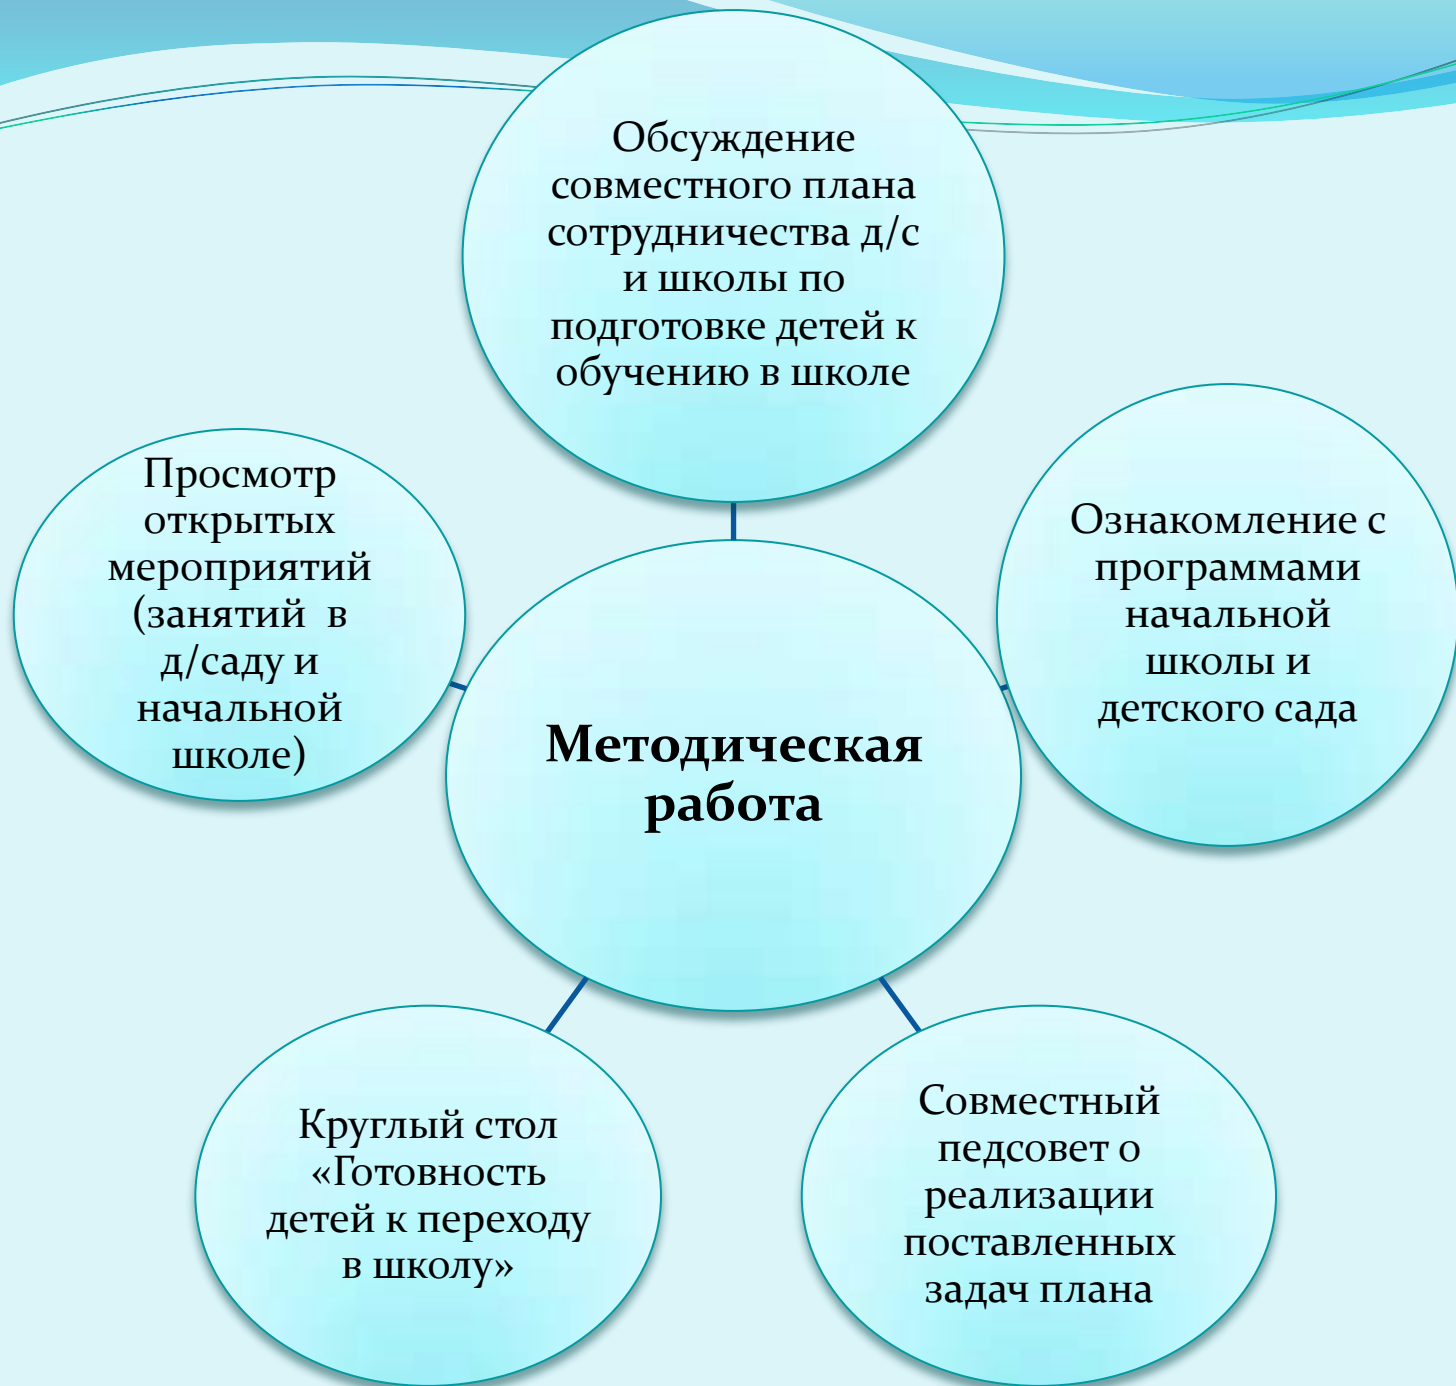 Обсуждение
совместного плана
сотрудничества д/с
и школы по
подготовке детей к
обучению в школе
Просмотр
открытых
мероприятий
(занятий в
д/саду и
начальной
школе)
Ознакомление с
программами
начальной
школы и
детского сада
Методическая
работа
Круглый стол
«Готовность
детей к переходу
в школу»
Совместный
педсовет о
реализации
поставленных
задач плана